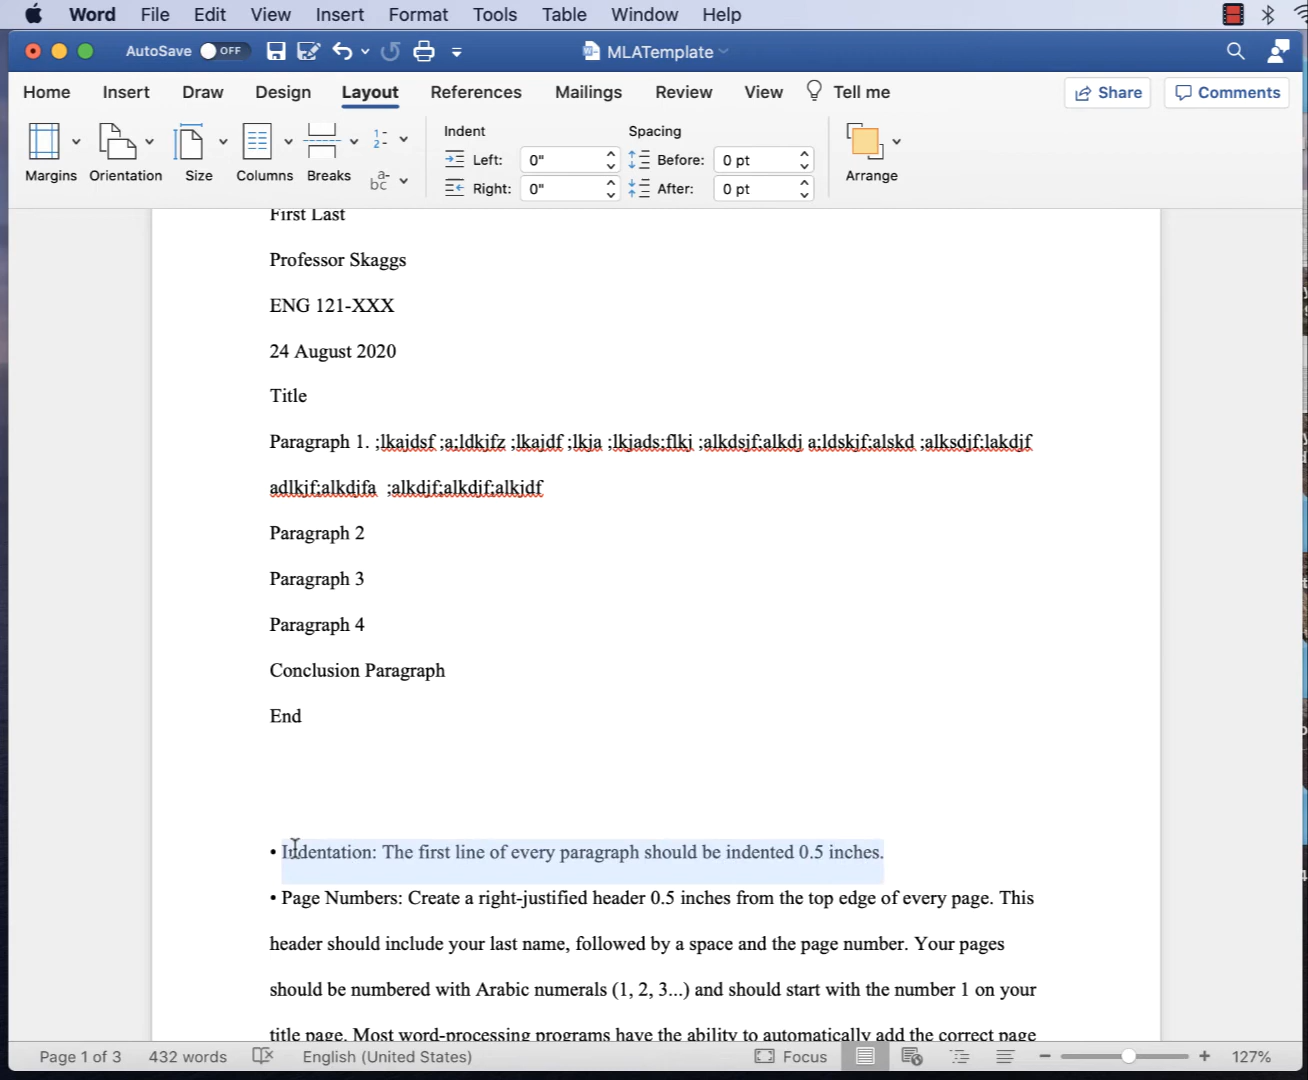 Word File Edit View Insert Format Tools Table Window Help
AutoSave OFF MLATemplate
Home Insert Draw Design Layout References Mailings Review View Tell me Share Comments
Indent Spacing
Left: 0" Before: 0 pt
Margins Orientation Size Columns Breaks Arrange
Right: 0" After: 0 pt
First Last
Professor Skaggs
ENG 121-XXX
24 August 2020
Title
Paragraph 1. ;lkajdsf ;a;ldkjfz ;lkajdf ;lkja ;lkjads;flkj ;alkdsjf;alkdj a;ldskjf;alskd ;alksdjf;lakdjf
adlkjf;alkdjfa ;alkdjf;alkdjf;alkjdf
Paragraph 2
Paragraph 3
Paragraph 4
Conclusion Paragraph
End
• Indentation: The first line of every paragraph should be indented 0.5 inches.
• Page Numbers: Create a right-justified header 0.5 inches from the top edge of every page. This
header should include your last name, followed by a space and the page number. Your pages
should be numbered with Arabic numerals (1, 2, 3...) and should start with the number 1 on your
title page. Most word-processing programs have the ability to automatically add the correct page
Page 1 of 3 432 words English (United States) Focus 127%